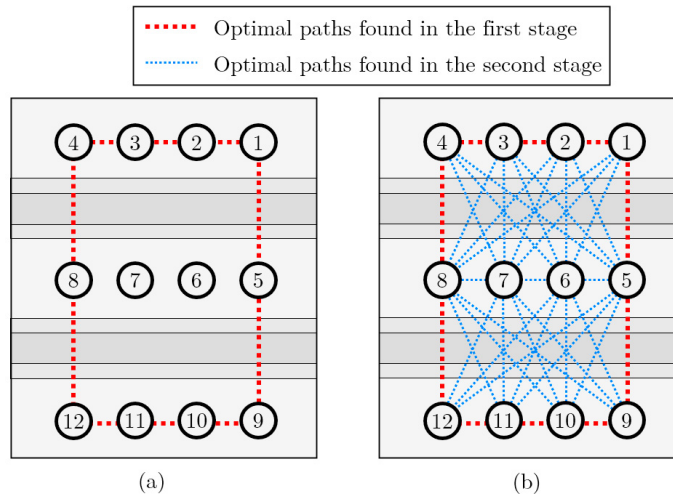 Optimal paths found in the first stage
Optimal paths found in the second stage
4 3 2 1
8 7 6 5
12 11 10 9
(a)
4 3 2 1
8 7 6 5
12 11 10 9
(b)